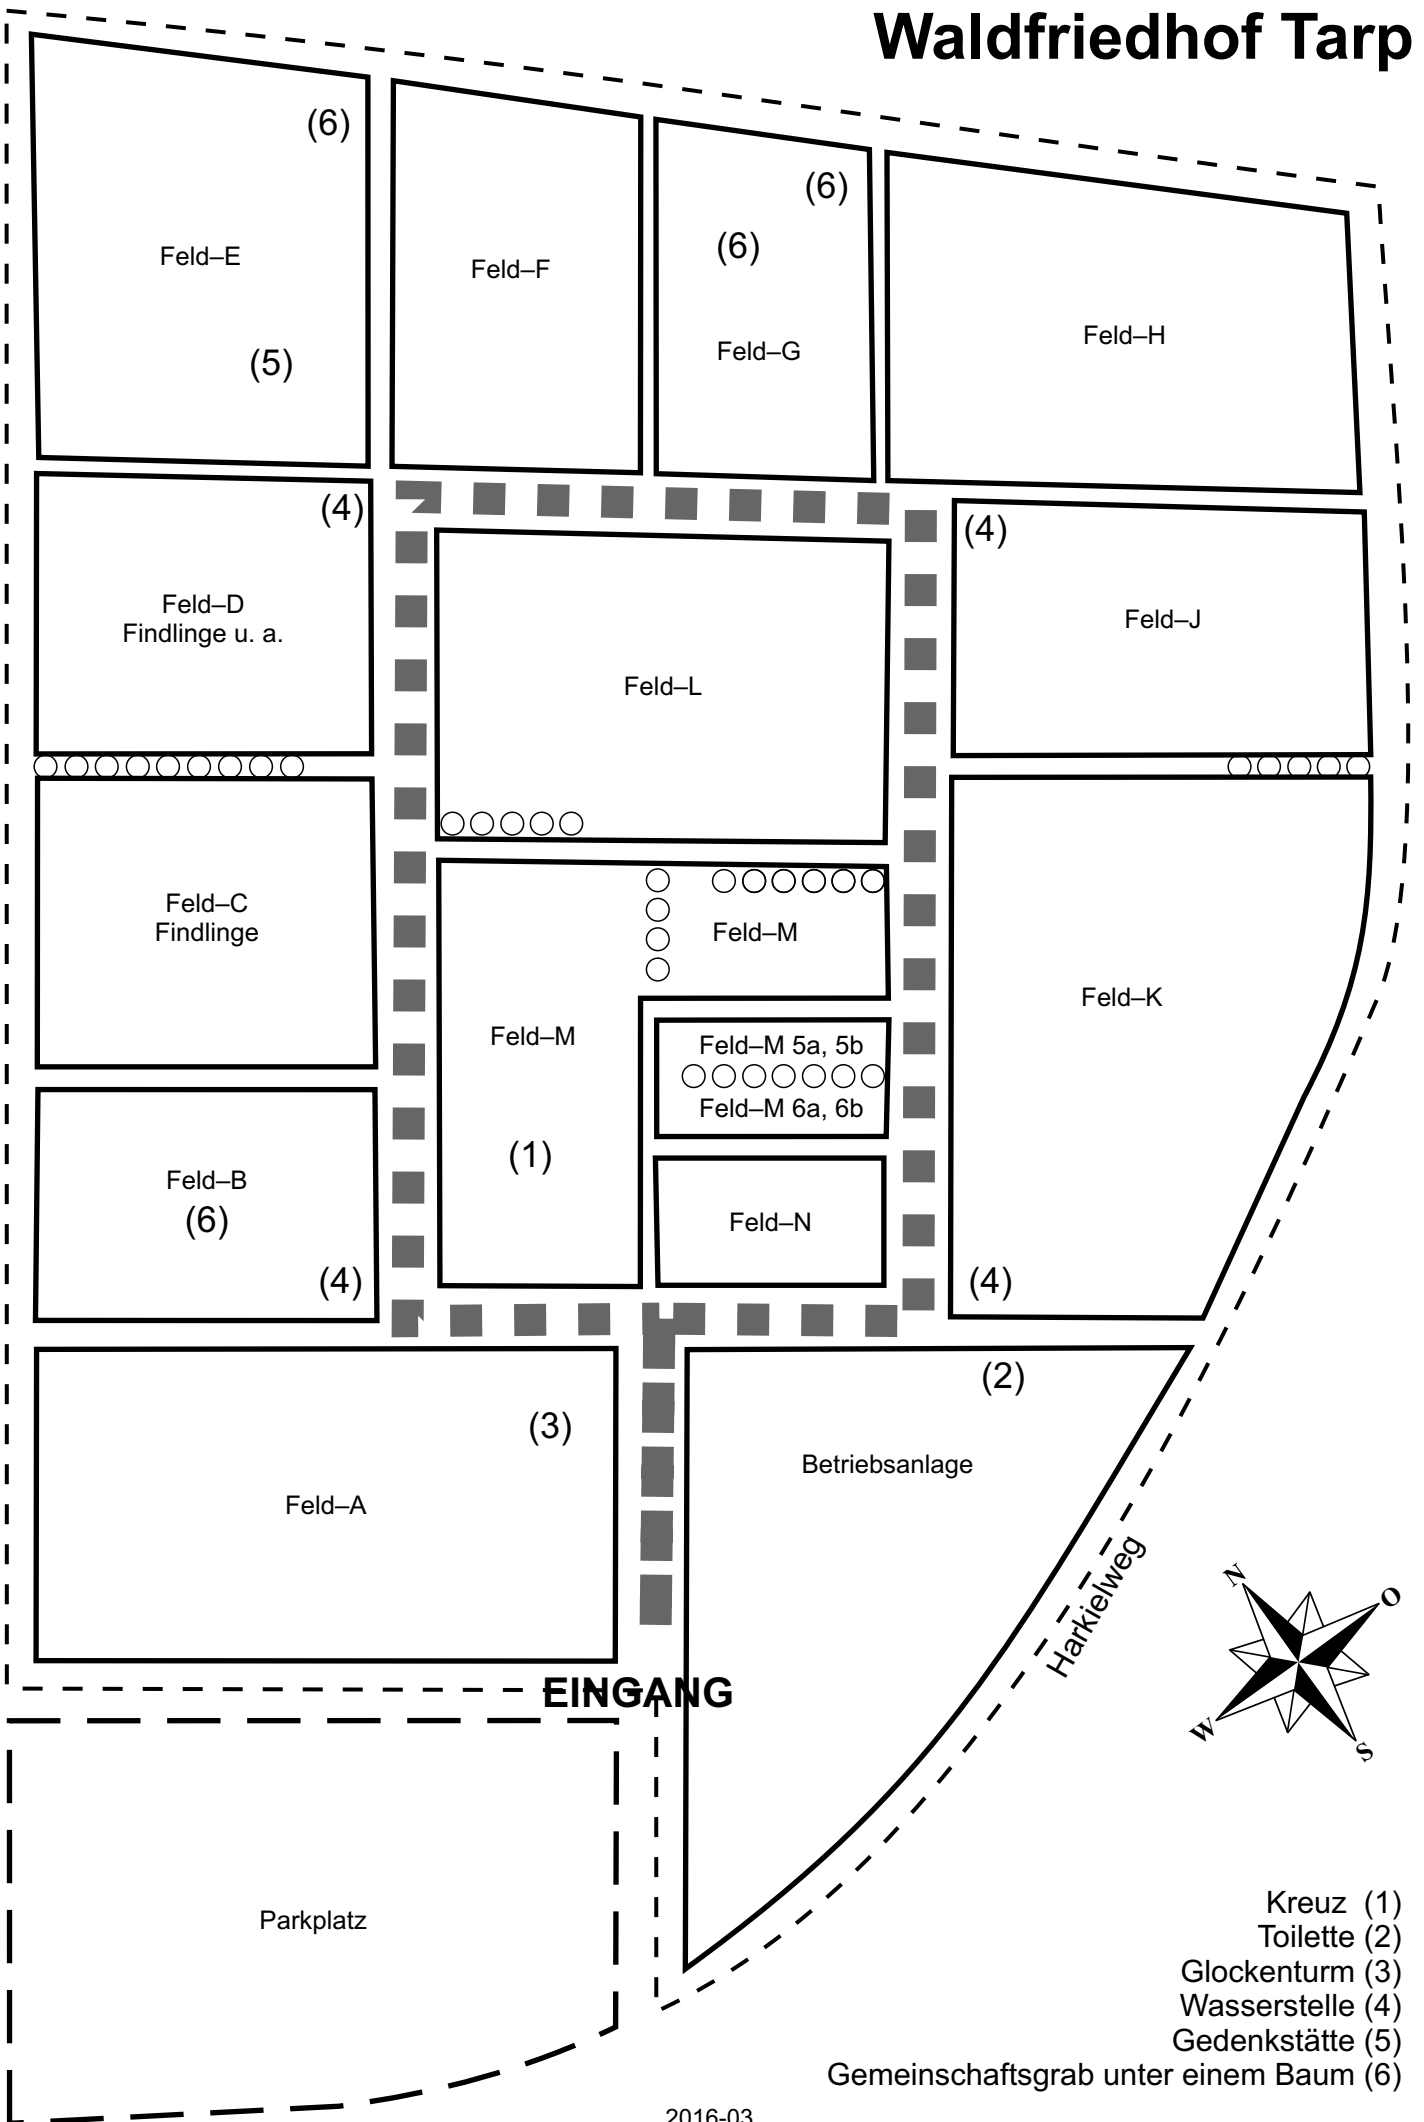 Waldfriedhof Tarp
(6)
(6)
(6)
Feld–E
Feld–F
Feld–H
Feld–G
(5)
(4)
(4)
Feld–D
Findlinge u. a.
Feld–J
Feld–L
Feld–C
Findlinge
Feld–M
Feld–K
Feld–M
Feld–M 5a, 5b
Feld–M 6a, 6b
(1)
Feld–B
(6)
Feld–N
(4)
(4)
(2)
(3)
Betriebsanlage
Feld–A
Harkielweg
N
O
W
S
EINGANG
Parkplatz
Kreuz (1)
Toilette (2)
Glockenturm (3)
Wasserstelle (4)
Gedenkstätte (5)
Gemeinschaftsgrab unter einem Baum (6)
2016-03